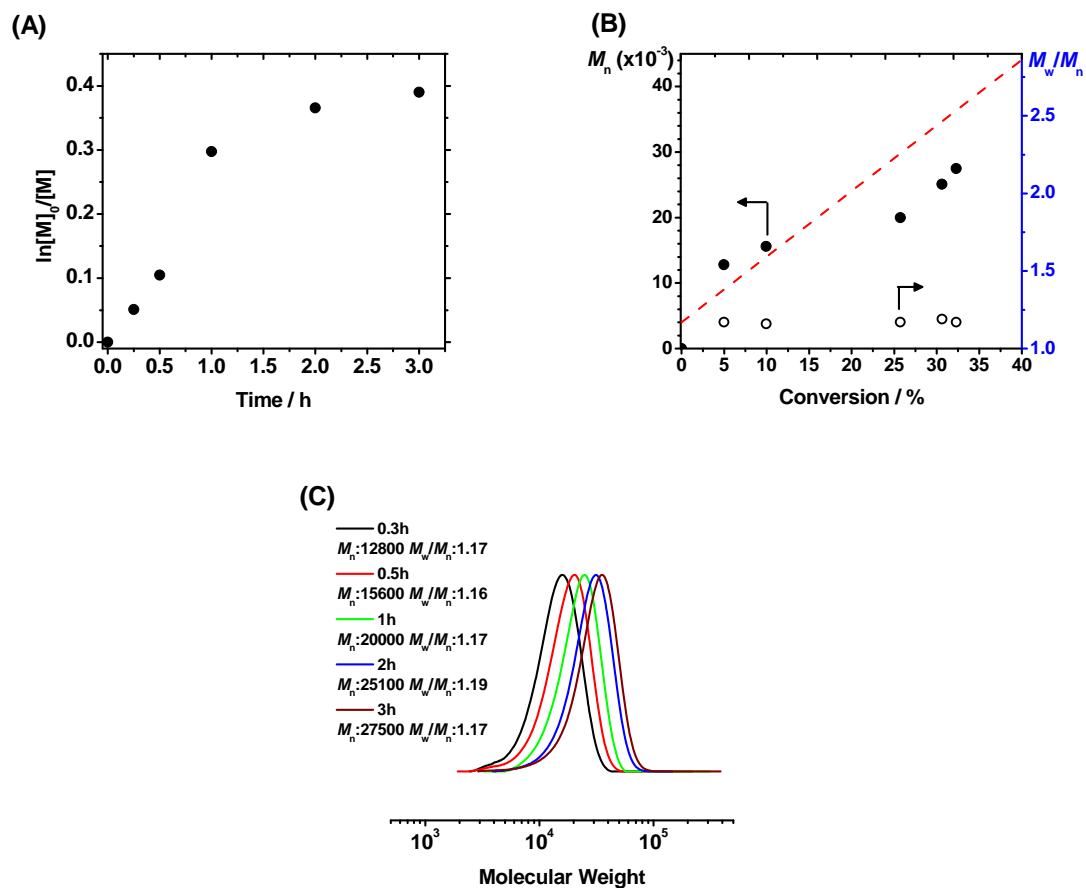 (A)
0.4
0.3
0.2
0.1
0.0
ln[M]0/[M]
0.0 0.5 1.0 1.5 2.0 2.5 3.0
Time / h
(B)
Mn (x10-3)
Mw/Mn
40
30
20
10
0
2.5
2.0
1.5
1.0
0 5 10 15 20 25 30 35 40
Conversion / %
(C)
0.3h
Mn:12800 Mw/Mn:1.17
0.5h
Mn:15600 Mw/Mn:1.16
1h
Mn:20000 Mw/Mn:1.17
2h
Mn:25100 Mw/Mn:1.19
3h
Mn:27500 Mw/Mn:1.17
10^3 10^4 10^5
Molecular Weight